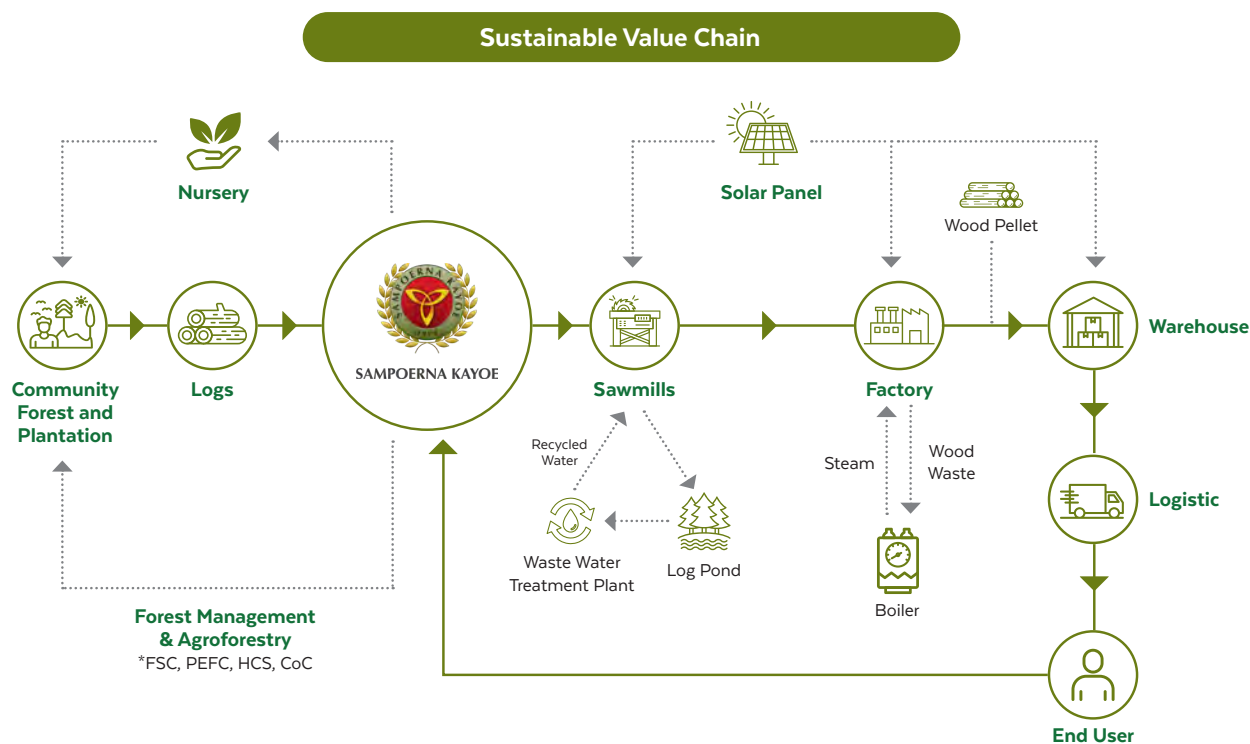 Sustainable Value Chain
Nursery
Solar Panel
Wood Pellet
SAMPOERNA KAYOE
SAMPOERNA KAYOE
Community
Forest and
Plantation
Logs
Sawmills
Factory
Warehouse
Recycled
Water
Steam
Wood
Waste
Logistic
Waste Water
Treatment Plant
Log Pond
Boiler
Forest Management
& Agroforestry
*FSC, PEFC, HCS, CoC
End User